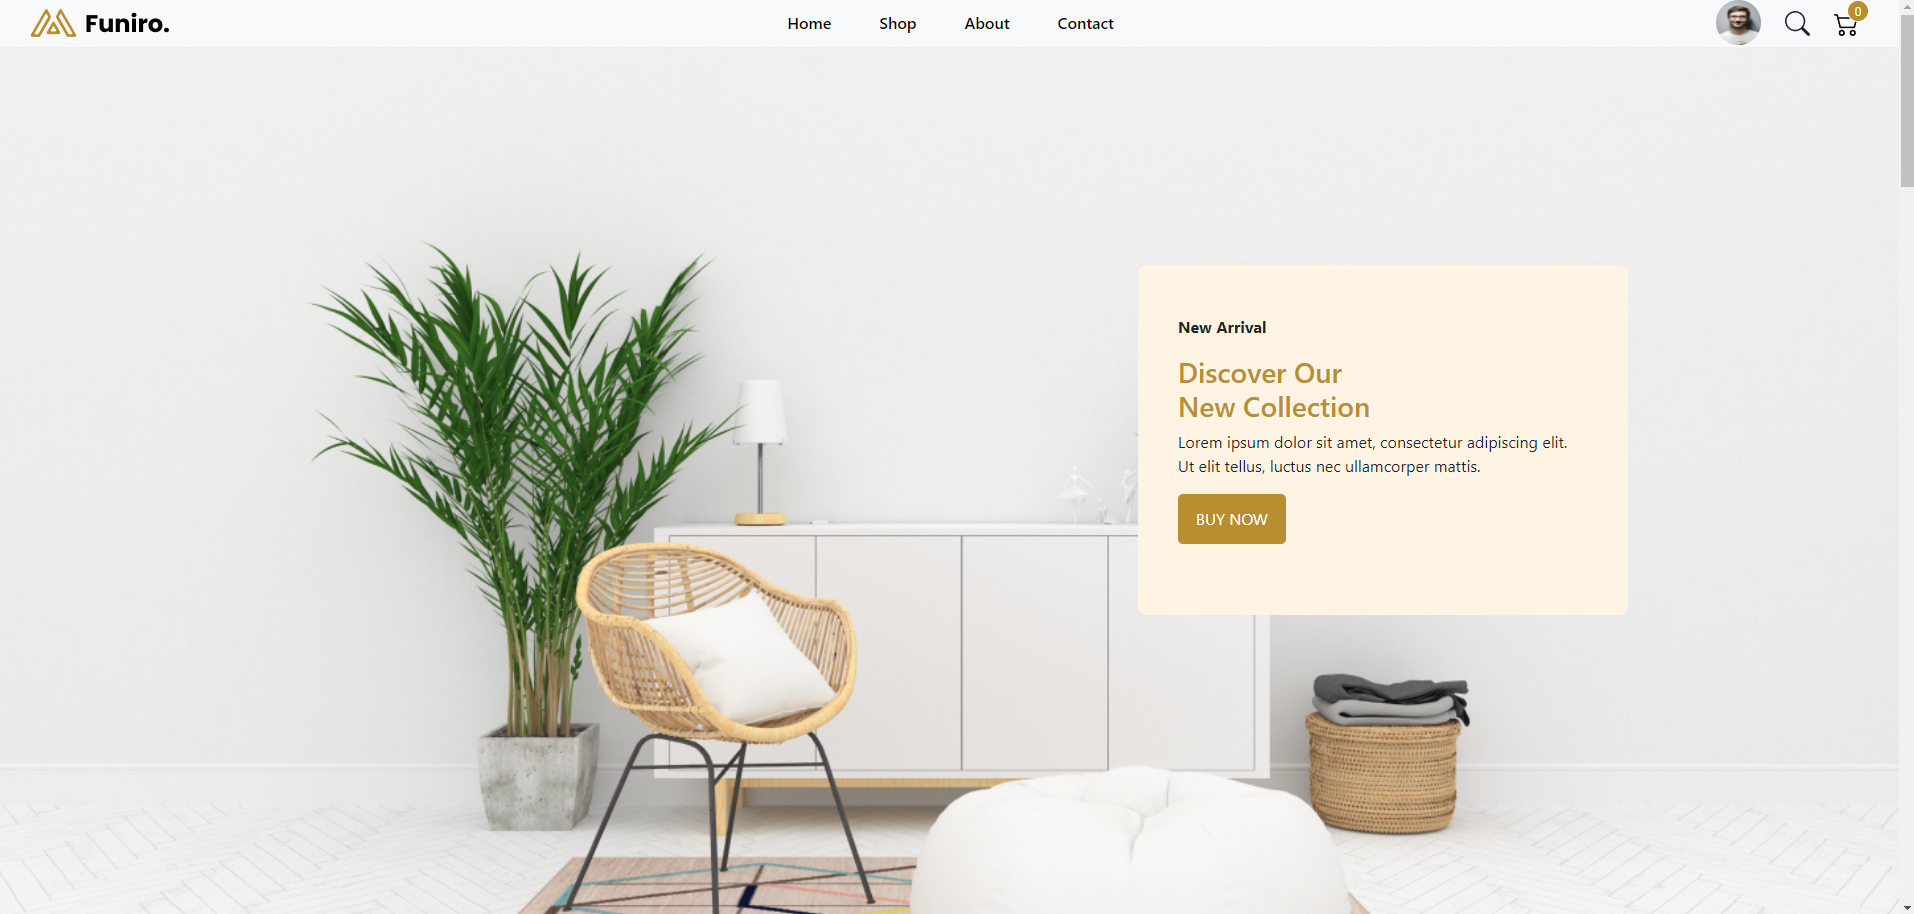 Funiro.
Home
Shop
About
Contact
0
New Arrival
Discover Our
New Collection
Lorem ipsum dolor sit amet, consectetur adipiscing elit.
Ut elit tellus, luctus nec ullamcorper mattis.
BUY NOW